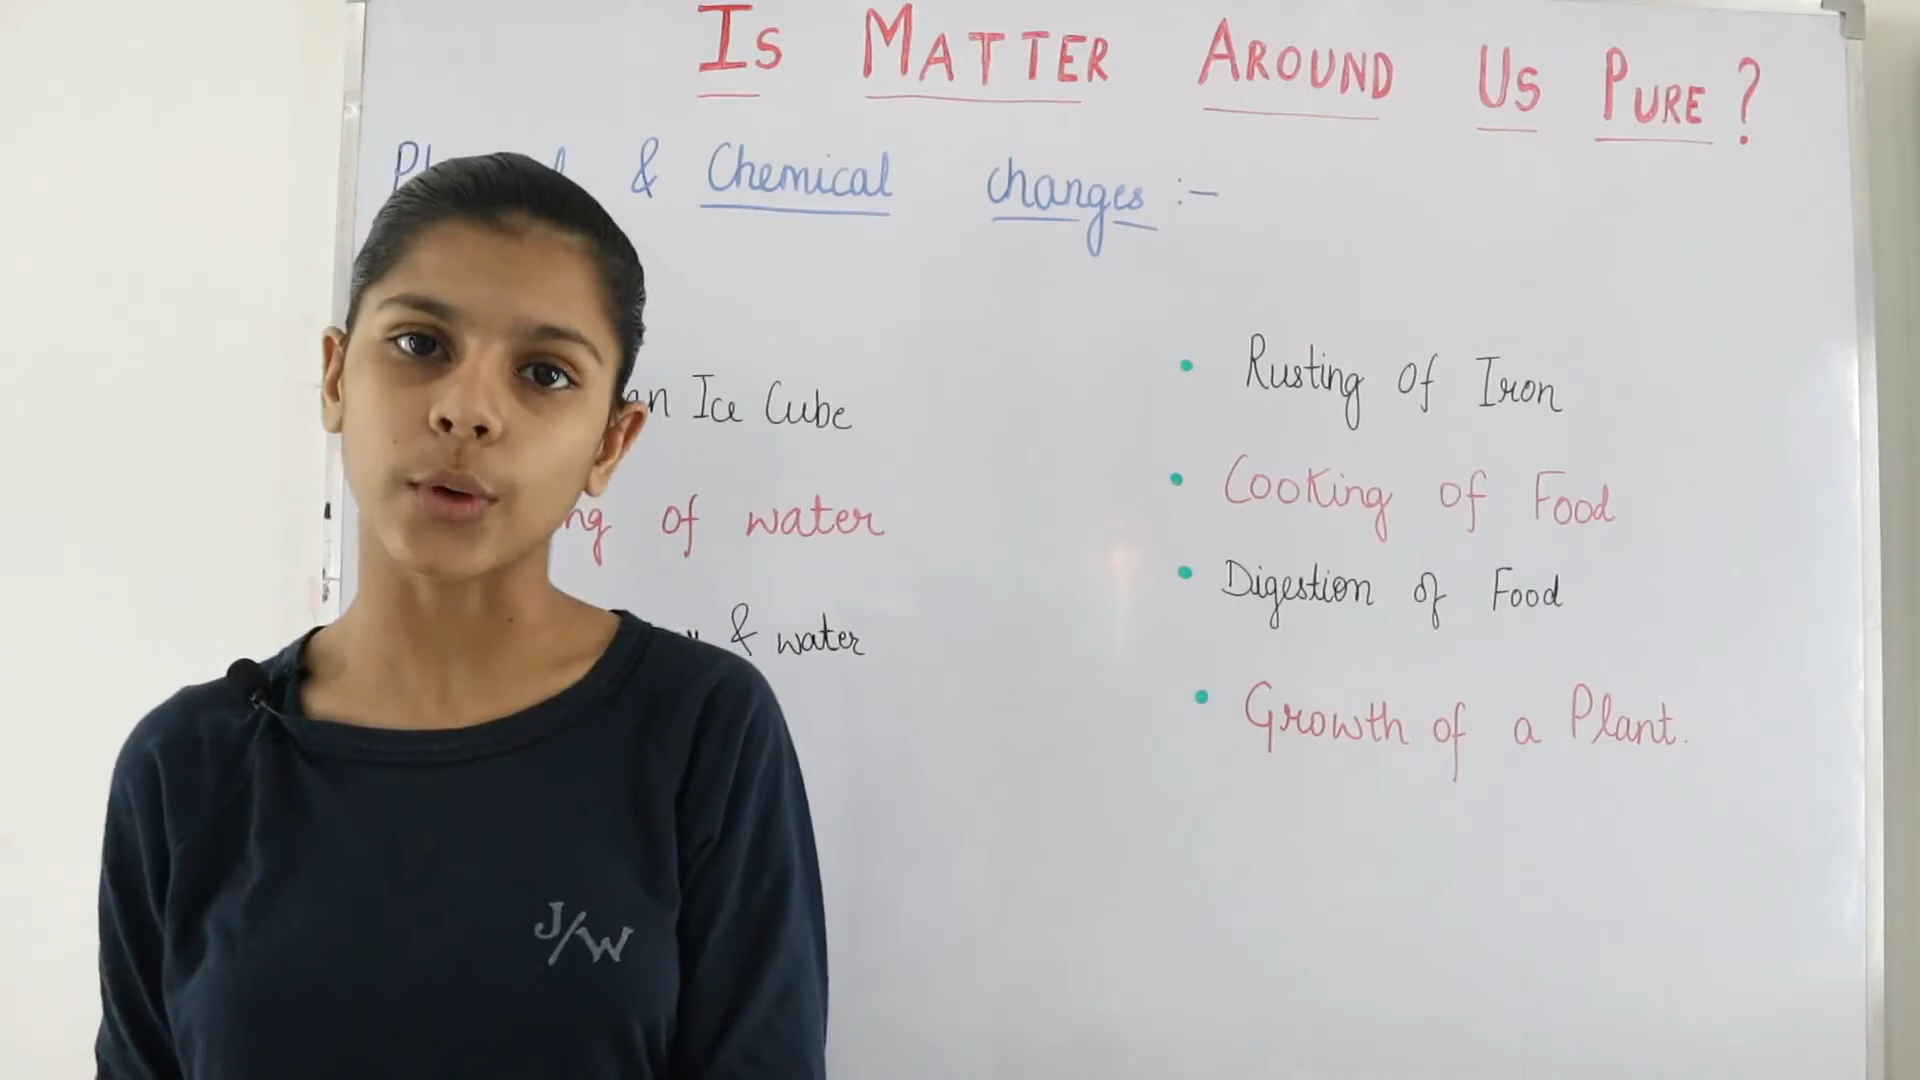 Is MATTER AROUND Us PURE ?
& Chemical changes :-
an Ice Cube
of water
& water
• Rusting Of Iron
• Cooking of Food
• Digestion of Food
• Growth of a Plant.
J/W